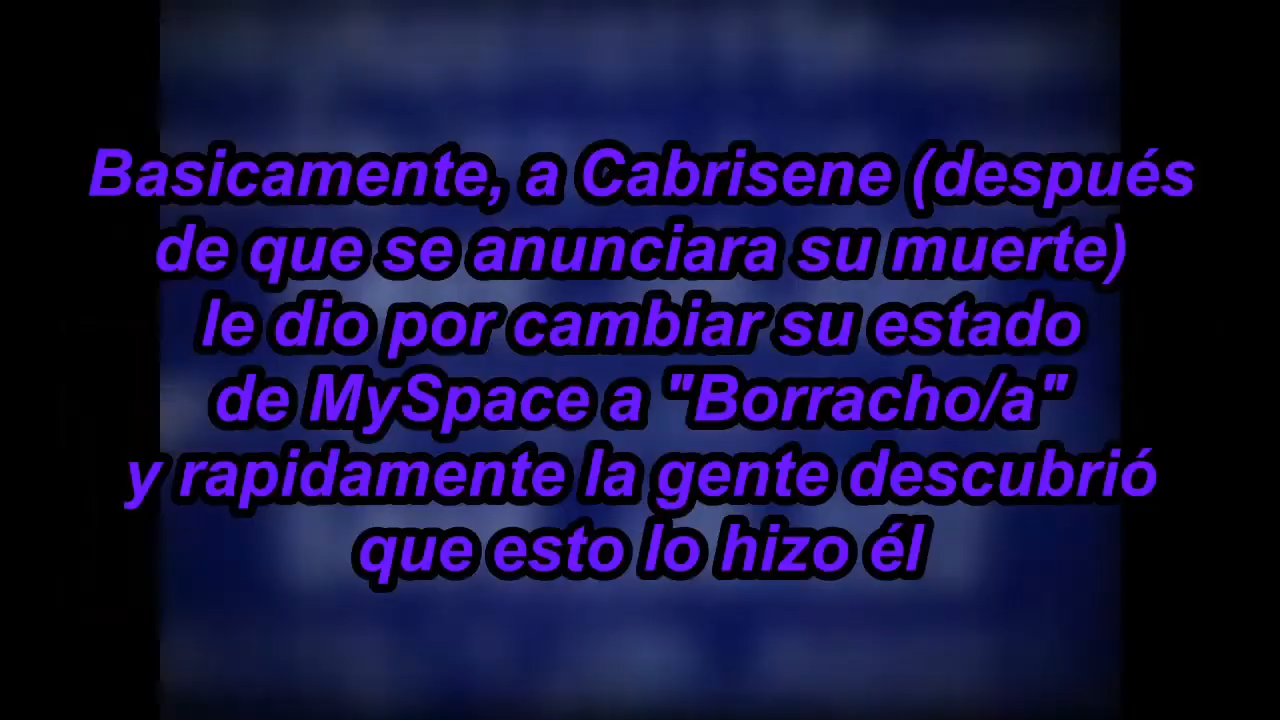 Basicamente, a Cabrisene (después
de que se anunciara su muerte)
le dio por cambiar su estado
de MySpace a "Borracho/a"
y rapidamente la gente descubrió
que esto lo hizo él